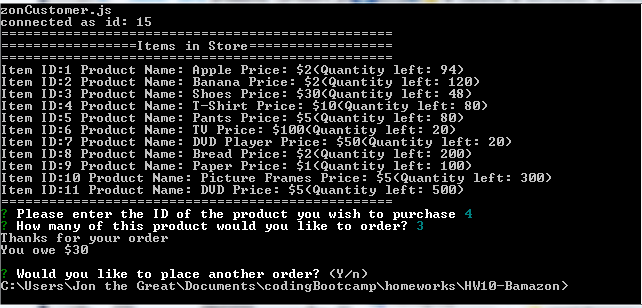 zonCustomer.js
connected as id: 15
==================================================
=================Items in Store==================
==================================================
Item ID:1 Product Name: Apple Price: $2(Quantity left: 94)
Item ID:2 Product Name: Banana Price: $2(Quantity left: 120)
Item ID:3 Product Name: Shoes Price: $30(Quantity left: 48)
Item ID:4 Product Name: T-Shirt Price: $10(Quantity left: 80)
Item ID:5 Product Name: Pants Price: $5(Quantity left: 80)
Item ID:6 Product Name: TV Price: $100(Quantity left: 20)
Item ID:7 Product Name: DVD Player Price: $50(Quantity left: 20)
Item ID:8 Product Name: Bread Price: $2(Quantity left: 200)
Item ID:9 Product Name: Paper Price: $1(Quantity left: 100)
Item ID:10 Product Name: Picture Frames Price: $5(Quantity left: 300)
Item ID:11 Product Name: DVD Price: $5(Quantity left: 500)
==================================================
? Please enter the ID of the product you wish to purchase 4
? How many of this product would you like to order? 3
Thanks for your order
You owe $30
? Would you like to place another order? (Y/n)
C:\Users\Jon the Great\Documents\codingBootcamp\homeworks\HW10-Bamazon>